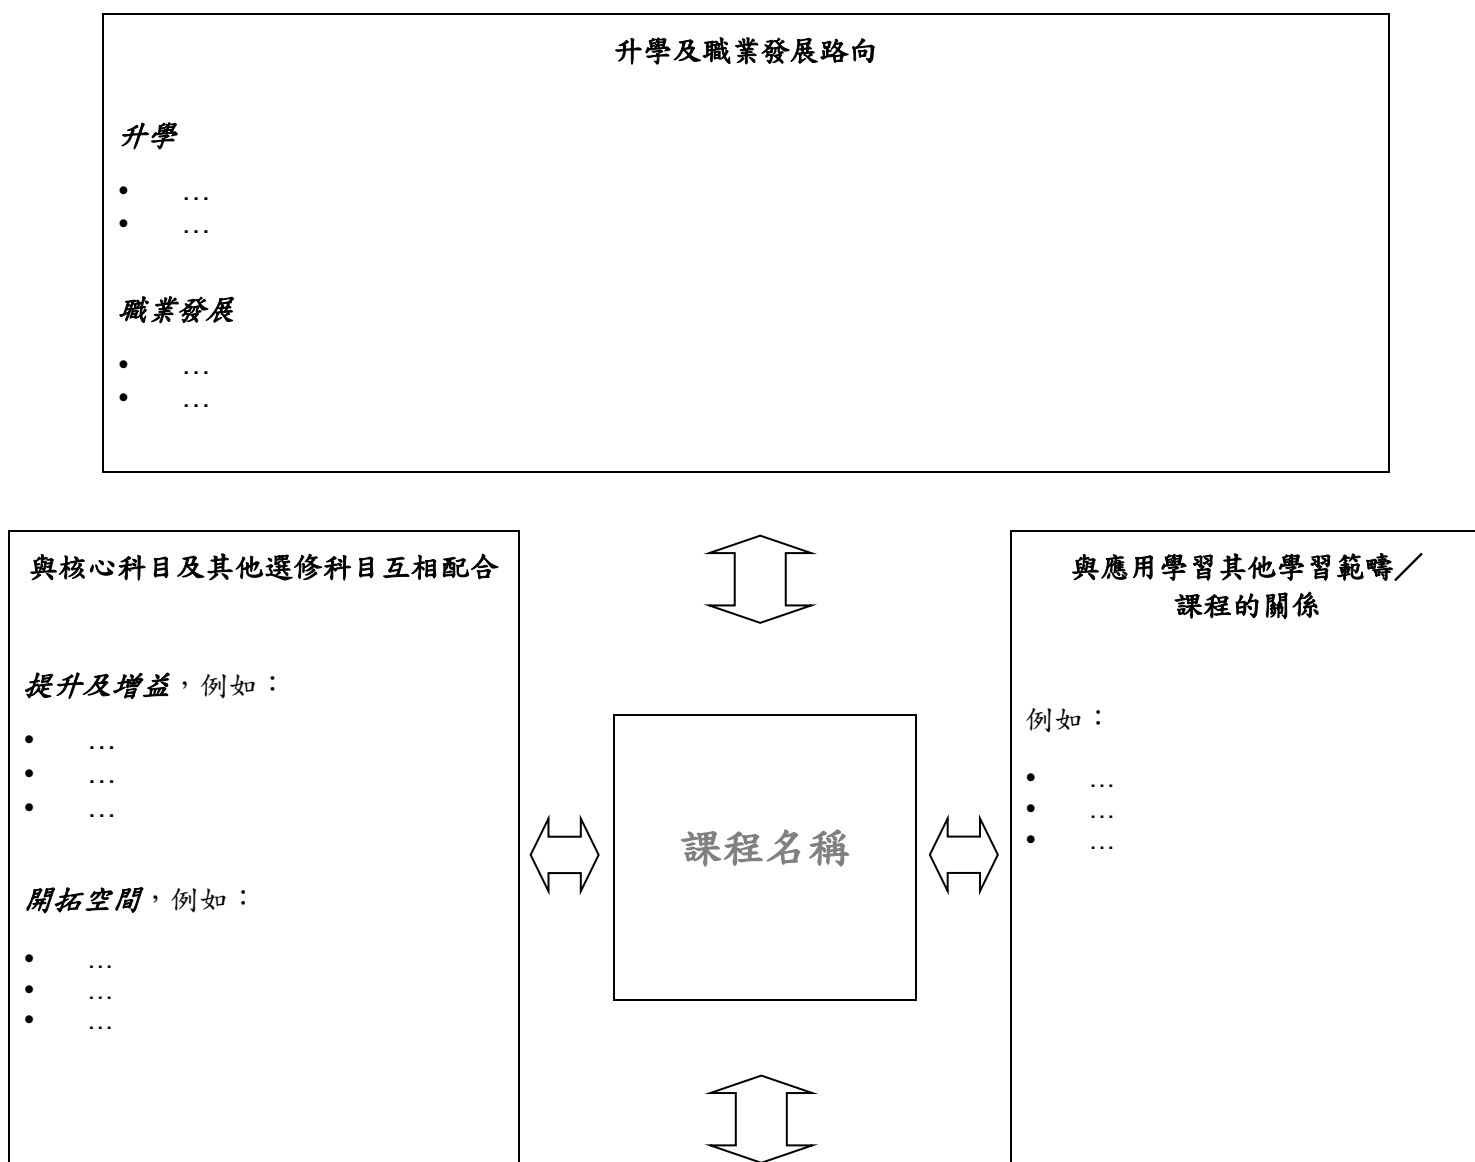 升學及職業發展路向
升學
• …
• …
職業發展
• …
• …
與核心科目及其他選修科目互相配合
提升及增益，例如：
• …
• …
• …
開拓空間，例如：
• …
• …
• …
課程名稱
與應用學習其他學習範疇／
課程的關係
例如：
• …
• …
• …